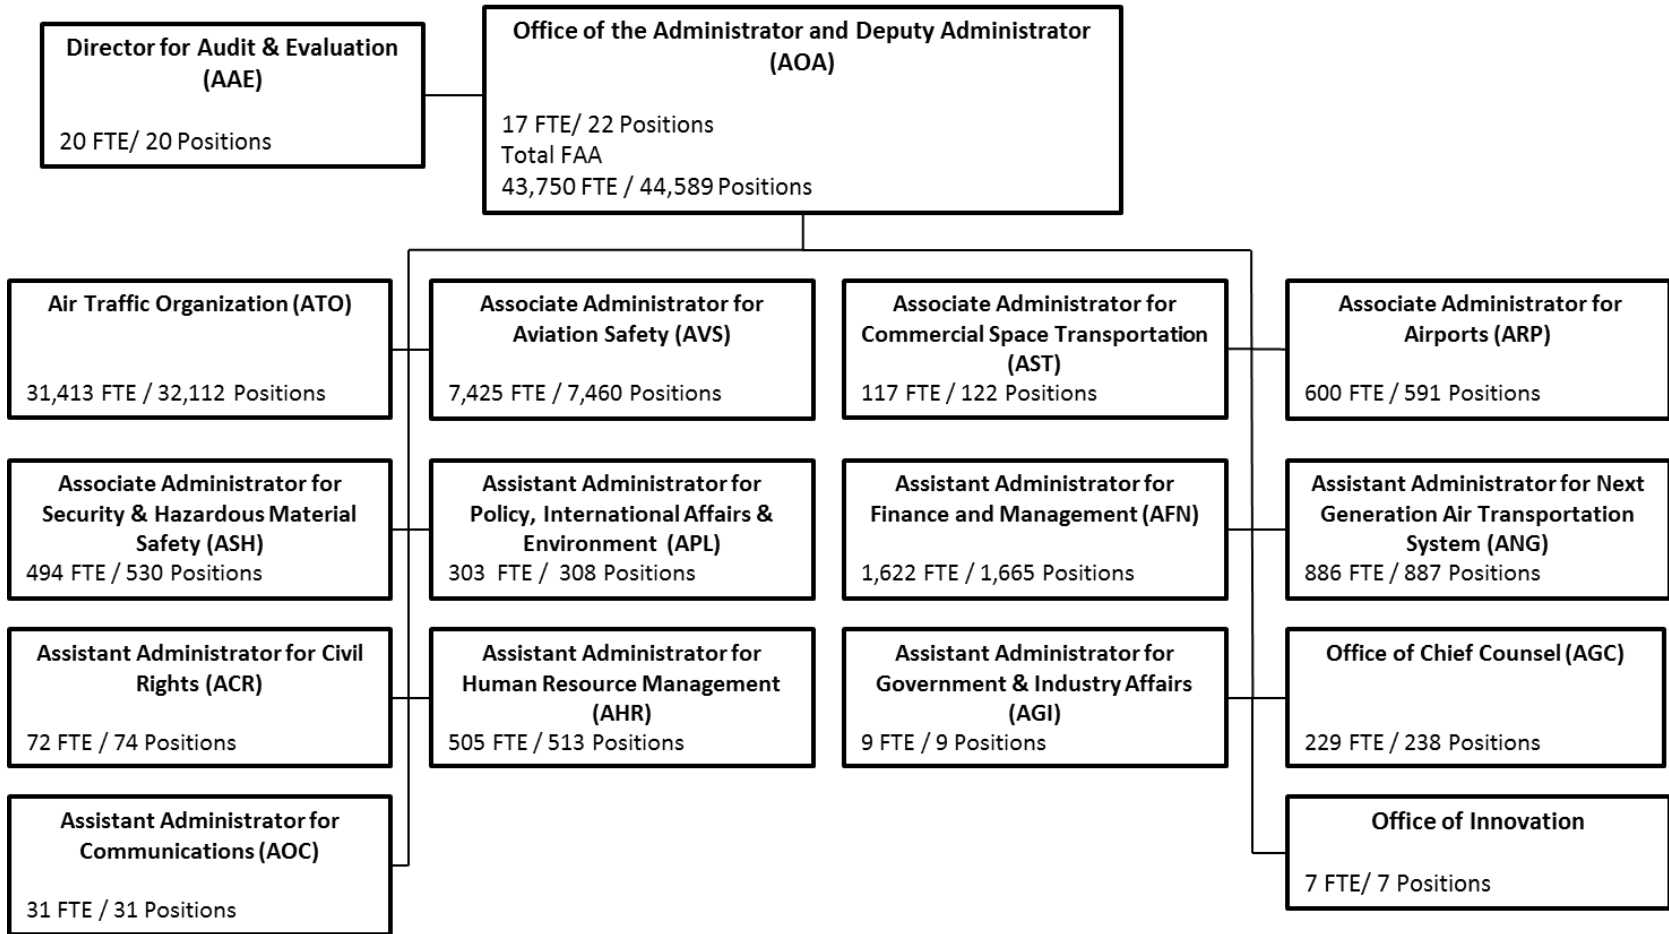 Director for Audit & Evaluation
(AAE)
20 FTE/ 20 Positions
Office of the Administrator and Deputy Administrator
(AOA)
17 FTE/ 22 Positions
Total FAA
43,750 FTE / 44,589 Positions
Air Traffic Organization (ATO)
31,413 FTE / 32,112 Positions
Associate Administrator for
Aviation Safety (AVS)
7,425 FTE / 7,460 Positions
Associate Administrator for
Commercial Space Transportation
(AST)
117 FTE / 122 Positions
Associate Administrator for
Airports (ARP)
600 FTE / 591 Positions
Associate Administrator for
Security & Hazardous Material
Safety (ASH)
494 FTE / 530 Positions
Assistant Administrator for
Policy, International Affairs &
Environment (APL)
303 FTE / 308 Positions
Assistant Administrator for
Finance and Management (AFN)
1,622 FTE / 1,665 Positions
Assistant Administrator for Next
Generation Air Transportation
System (ANG)
886 FTE / 887 Positions
Assistant Administrator for Civil
Rights (ACR)
72 FTE / 74 Positions
Assistant Administrator for
Human Resource Management
(AHR)
505 FTE / 513 Positions
Assistant Administrator for
Government & Industry Affairs
(AGI)
9 FTE / 9 Positions
Office of Chief Counsel (AGC)
229 FTE / 238 Positions
Assistant Administrator for
Communications (AOC)
31 FTE / 31 Positions
Office of Innovation
7 FTE/ 7 Positions